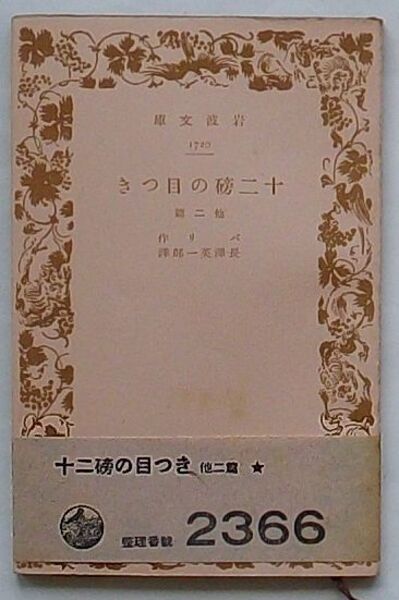 庫文波岩
1720
きつ目の磅二十
篇二他
作リバ
譯郎一英澤長
十二磅の目つき 他二篇 ★
整理番號 2366